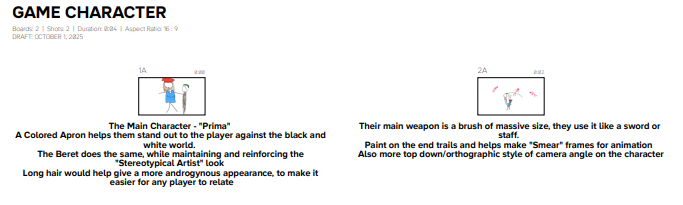 GAME CHARACTER
Boards: 2 | Shots: 2 | Duration: 0:04 | Aspect Ratio: 16 : 9
DRAFT: OCTOBER 1, 2025
1A 0:00
The Main Character - "Prima"
A Colored Apron helps them stand out to the player against the black and
white world.
The Beret does the same, while maintaining and reinforcing the
"Stereotypical Artist" look
Long hair would help give a more androgynous appearance, to make it
easier for any player to relate
2A 0:02
Their main weapon is a brush of massive size, they use it like a sword or
staff.
Paint on the end trails and helps make "Smear" frames for animation
Also more top down/orthographic style of camera angle on the character